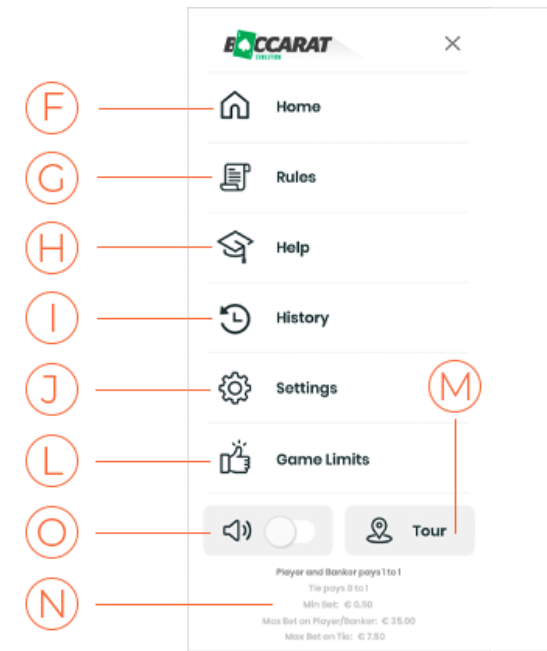 BACCARAT
EVOLUTION
F
Home
G
Rules
H
Help
I
History
J
Settings
M
L
Game Limits
O
Tour
N
Player and Banker pays 1 to 1
Tie pays 8 to 1
Min Bet: € 0,50
Max Bet on Player/Banker: € 35.00
Max Bet on Tie: € 7.50